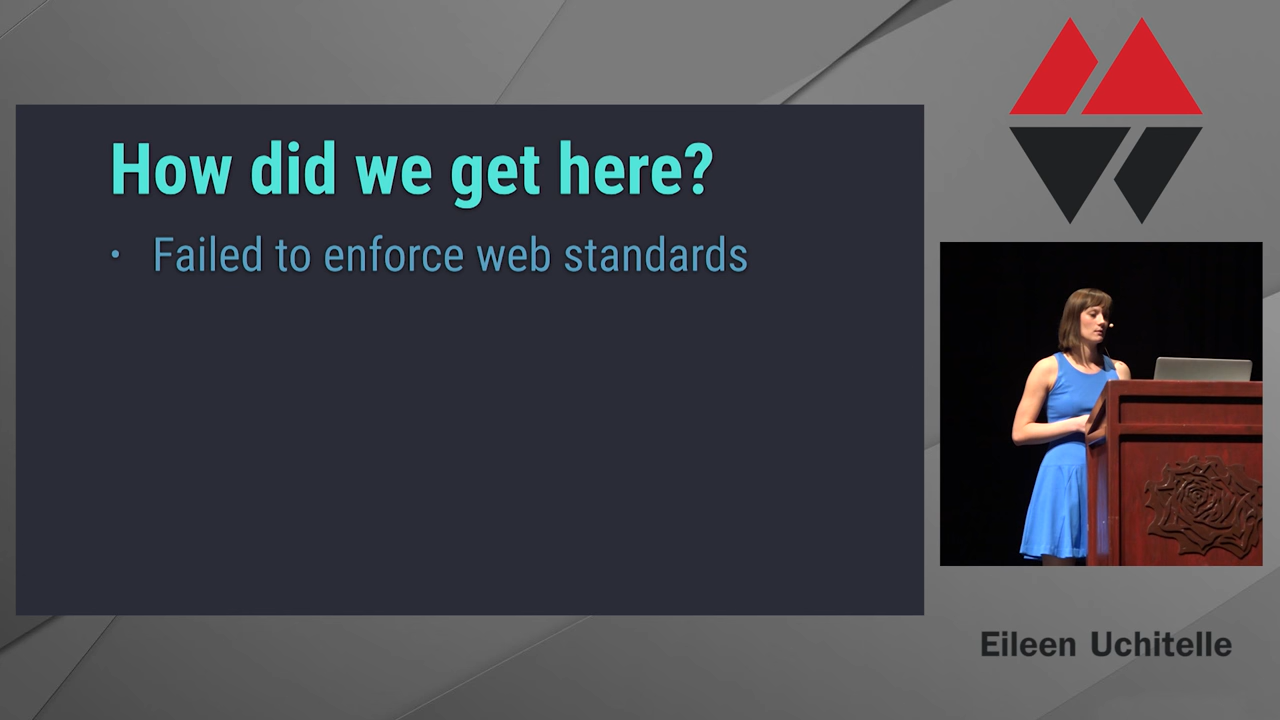 How did we get here?
• Failed to enforce web standards
Eileen Uchitelle